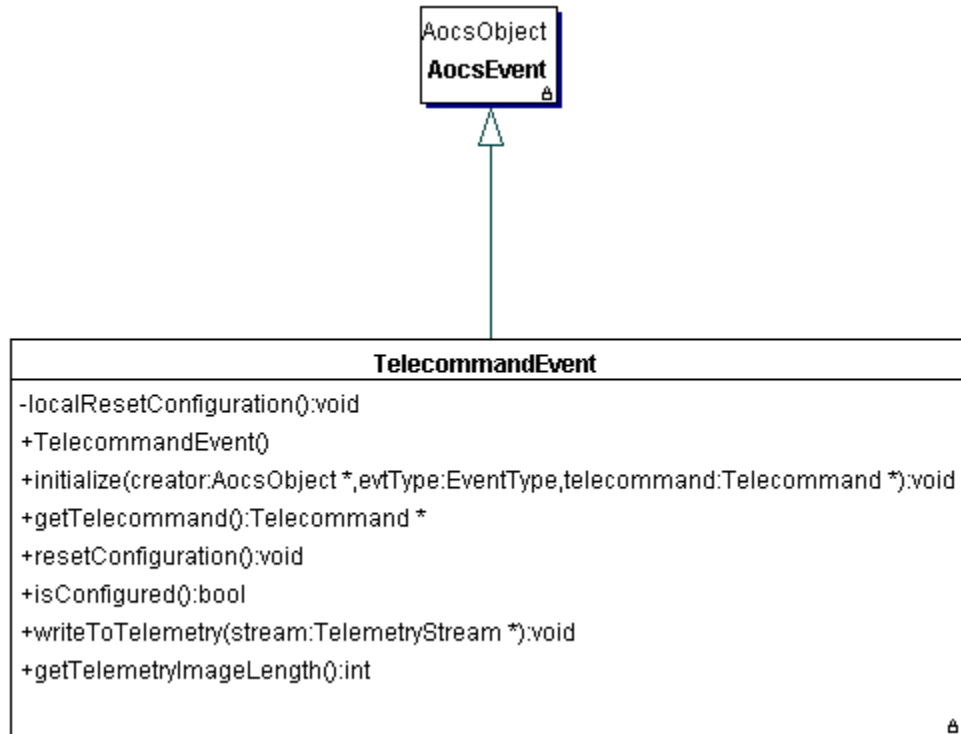 AocsObject
AocsEvent
TelecommandEvent
-localResetConfiguration():void
+TelecommandEvent()
+initialize(creator:AocsObject *,evtType:EventType,telecommand:Telecommand *):void
+getTelecommand():Telecommand *
+resetConfiguration():void
+isConfigured():bool
+writeToTelemetry(stream:TelemetryStream *):void
+getTelemetryImageLength():int